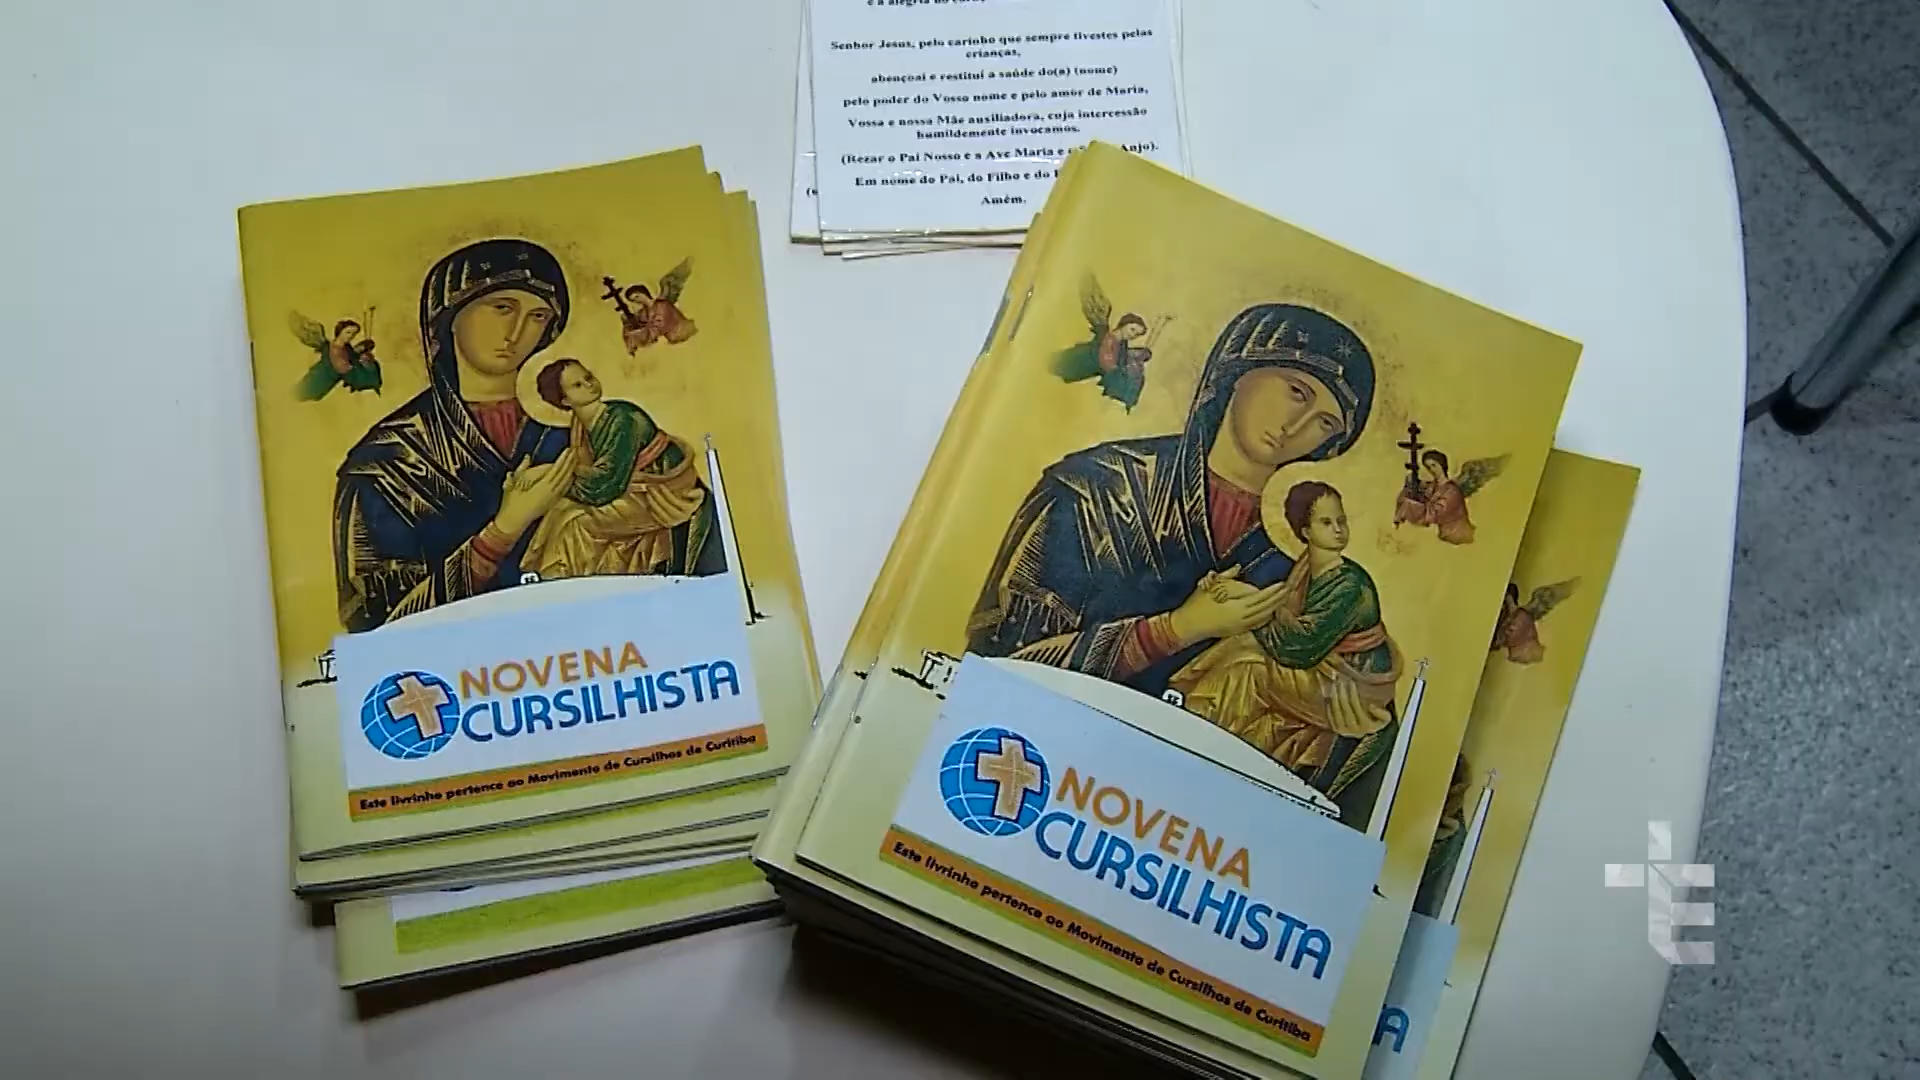 Senhor Jesus, pelo carinho que sempre tivestes pelas
crianças,
abençoai e restituí a saúde do(a) (nome)
pelo poder do Vosso nome e pelo amor de Maria,
Vossa e nossa Mãe auxiliadora, cuja intercessão
humildemente invocamos.
(Rezar o Pai Nosso e a Ave Maria e o Anjo).
Em nome do Pai, do Filho e do
Amém.
NOVENA
CURSILHISTA
Este livrinho pertence ao Movimento de Cursilhos de Curitiba
NOVENA
CURSILHISTA
Este livrinho pertence ao Movimento de Cursilhos de Curitiba
TA